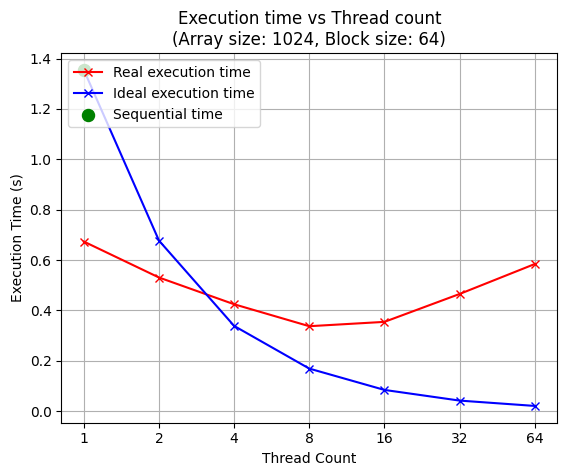 Execution time vs Thread count
(Array size: 1024, Block size: 64)
Real execution time
Ideal execution time
Sequential time
Execution Time (s)
1.4
1.2
1.0
0.8
0.6
0.4
0.2
0.0
1 2 4 8 16 32 64
Thread Count